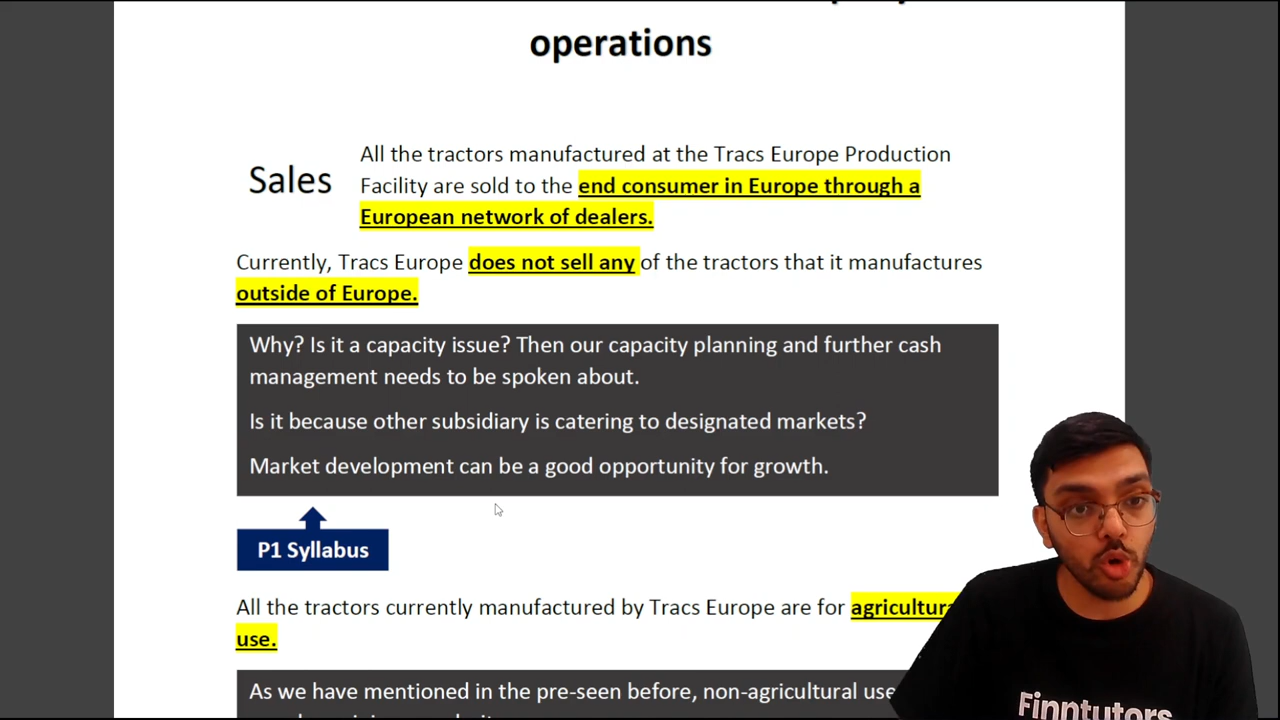 operations
Sales
All the tractors manufactured at the Tracs Europe Production
Facility are sold to the end consumer in Europe through a
European network of dealers.
Currently, Tracs Europe does not sell any of the tractors that it manufactures
outside of Europe.
Why? Is it a capacity issue? Then our capacity planning and further cash
management needs to be spoken about.
Is it because other subsidiary is catering to designated markets?
Market development can be a good opportunity for growth.
P1 Syllabus
All the tractors currently manufactured by Tracs Europe are for
use.
As we have mentioned in the pre-seen before, non-agricultural use
Finntutors